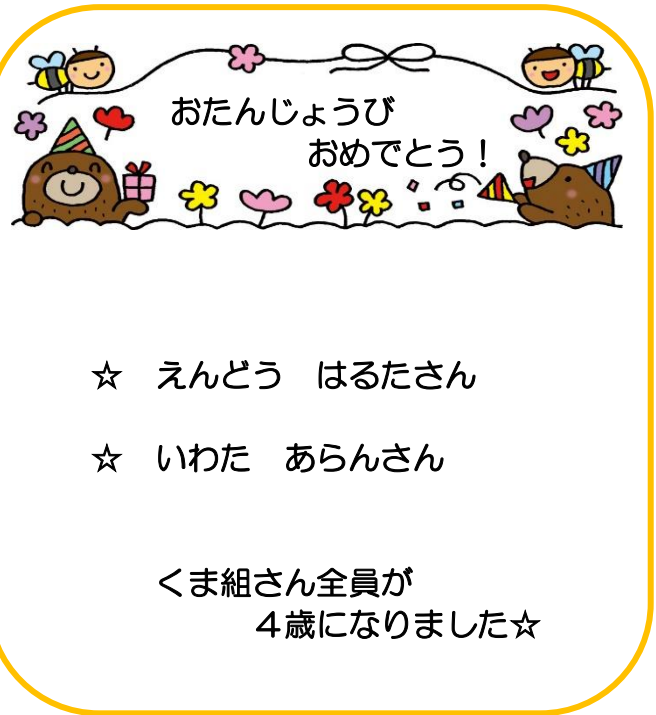 おたんじょうび
おめでとう！
☆　えんどう　はるたさん
☆　いわた　あらんさん
くま組さん全員が
４歳になりました☆